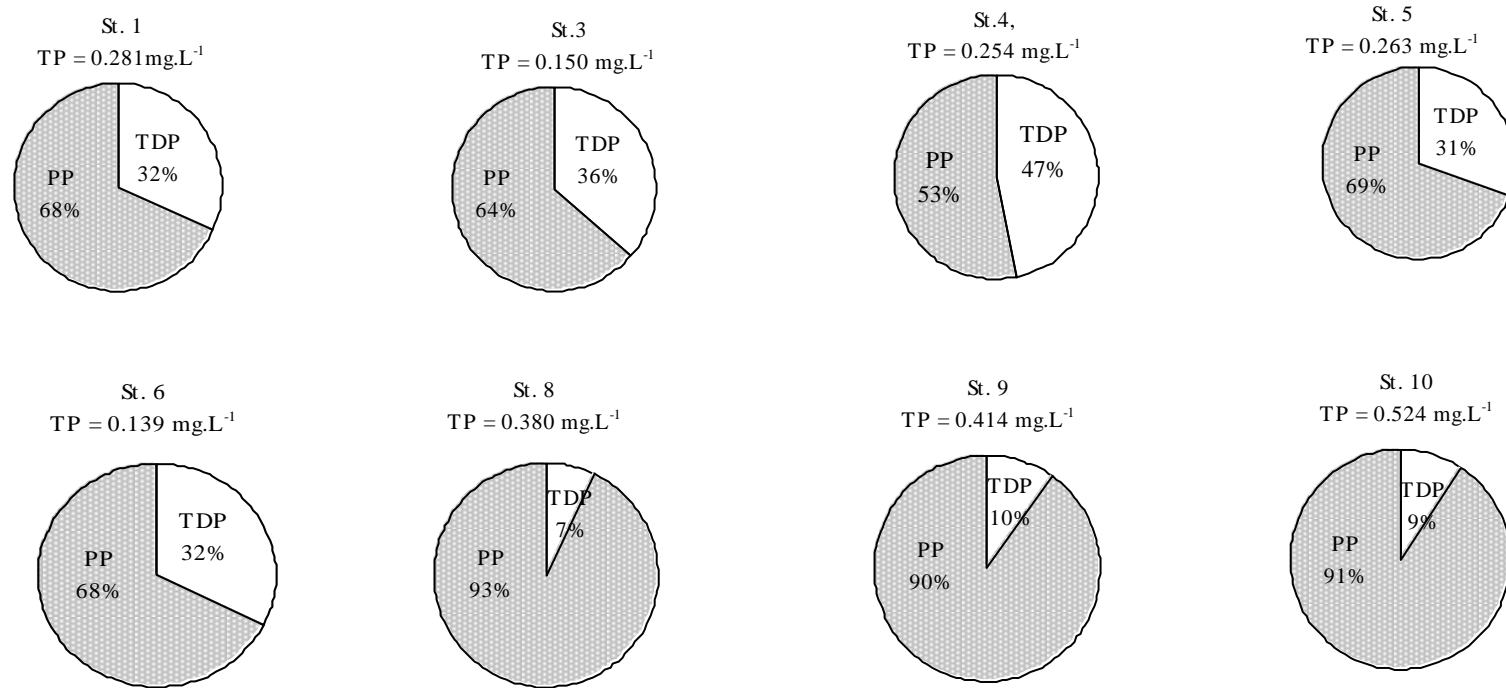 St. 1
TP = 0.281mg.L-1
TDP
32%
PP
68%
St.3
TP = 0.150 mg.L-1
TDP
36%
PP
64%
St.4,
TP = 0.254 mg.L-1
TDP
47%
PP
53%
St. 5
TP = 0.263 mg.L-1
TDP
31%
PP
69%
St. 6
TP = 0.139 mg.L-1
TDP
32%
PP
68%
St. 8
TP = 0.380 mg.L-1
TDP
7%
PP
93%
St. 9
TP = 0.414 mg.L-1
TDP
10%
PP
90%
St. 10
TP = 0.524 mg.L-1
TDP
9%
PP
91%